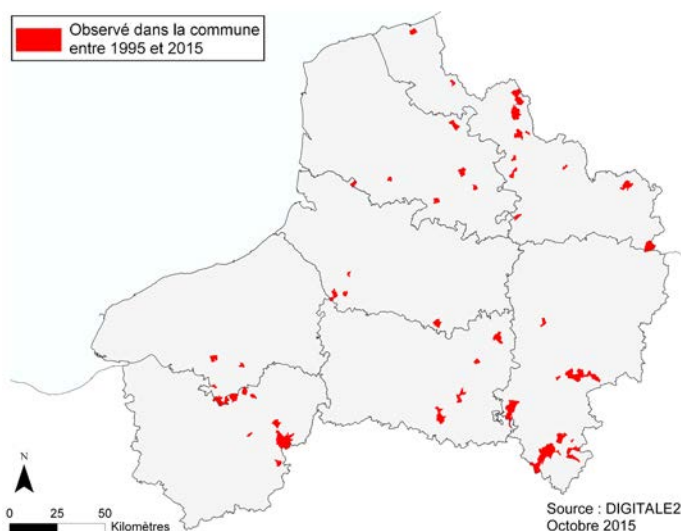 Observé dans la commune
entre 1995 et 2015
N
0 25 50
Kilomètres
Source : DIGITALE2
Octobre 2015